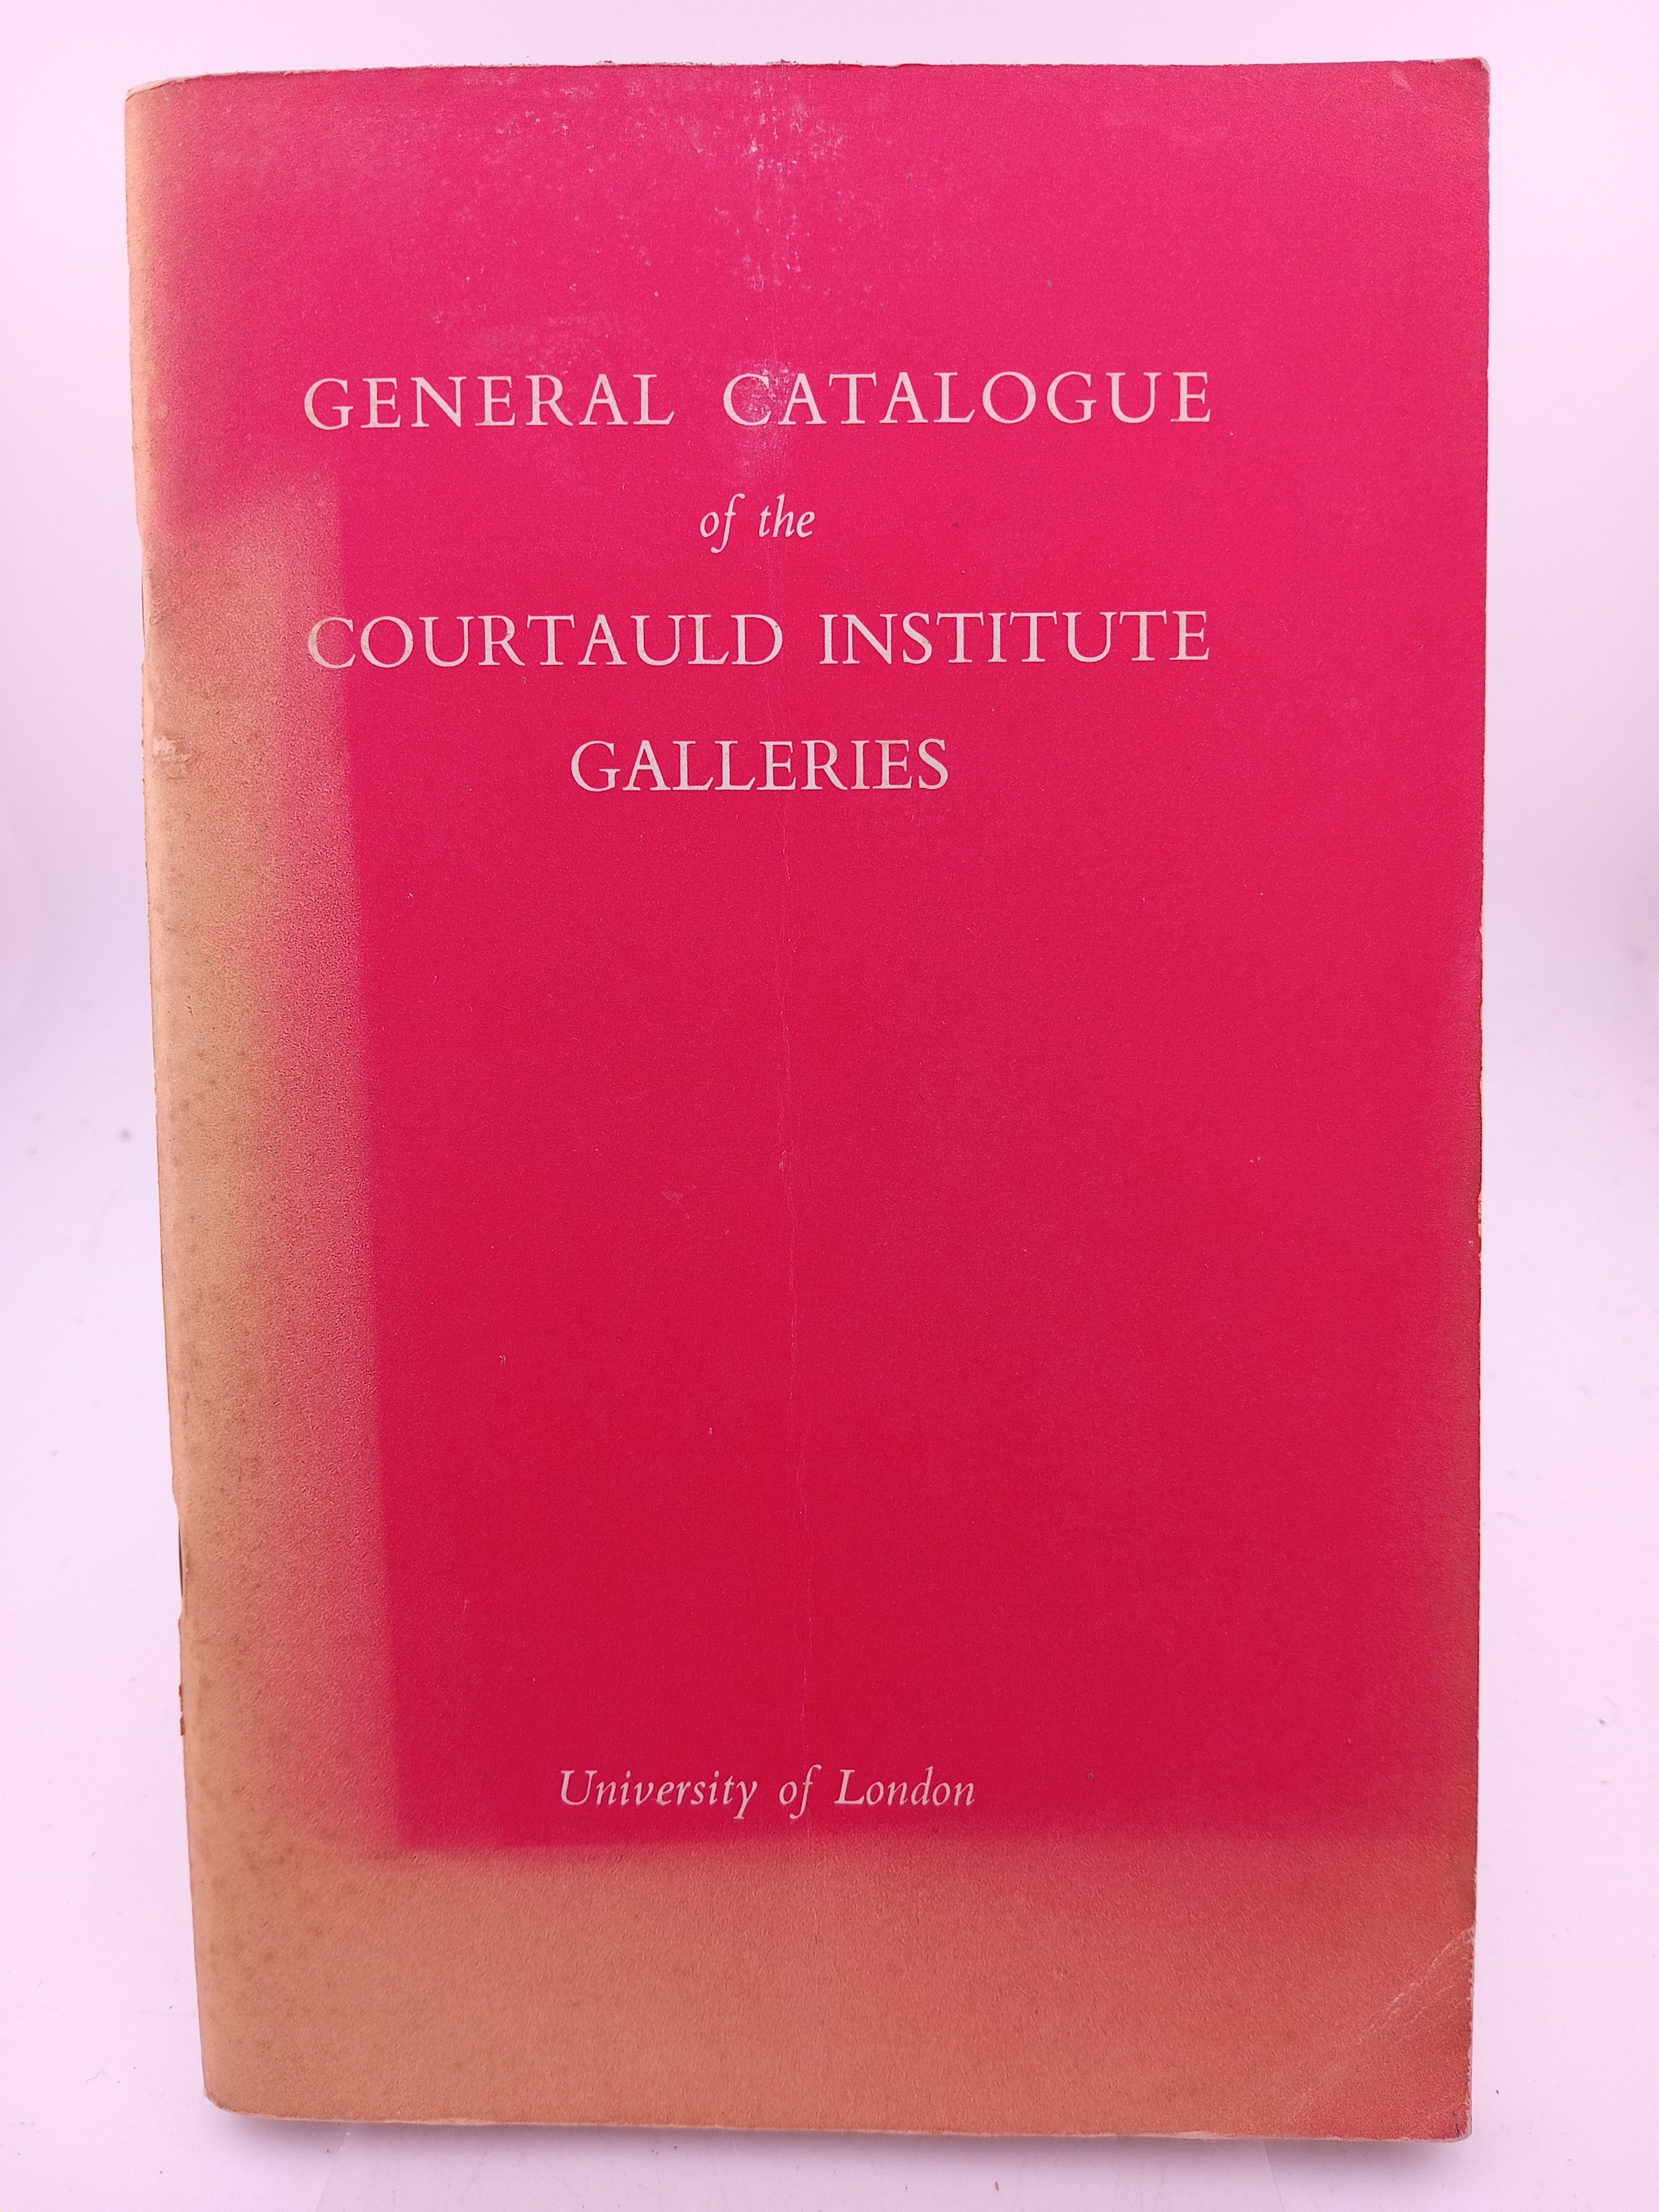 GENERAL CATALOGUE
of the
COURTAULD INSTITUTE
GALLERIES
University of London